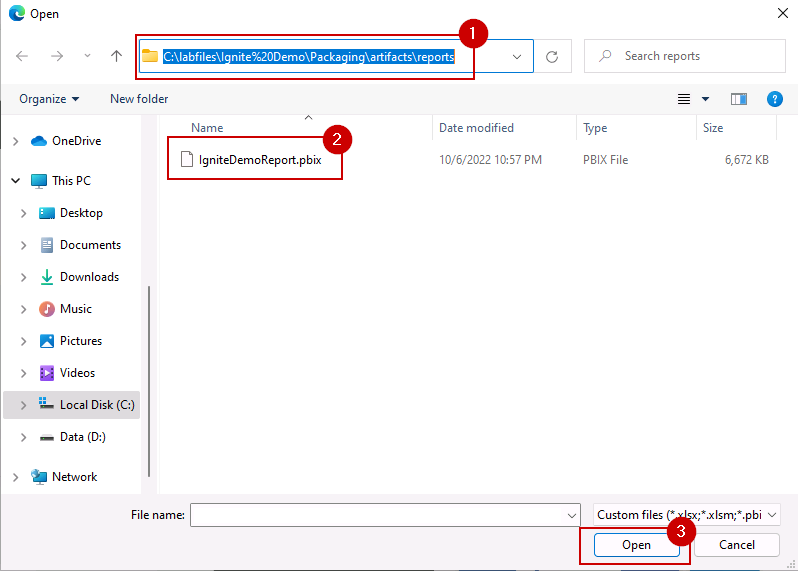 Open
1
C:\labfiles\Ignite%20Demo\Packaging\artifacts\reports
Search reports
Organize
New folder
?
Name
Date modified
Type
Size
2
IgniteDemoReport.pbix
10/6/2022 10:57 PM
PBIX File
6,672 KB
OneDrive
This PC
Desktop
Documents
Downloads
Music
Pictures
Videos
Local Disk (C:)
Data (D:)
Network
File name:
Custom files (*.xlsx;*.xlsm;*.pbi
3
Open
Cancel